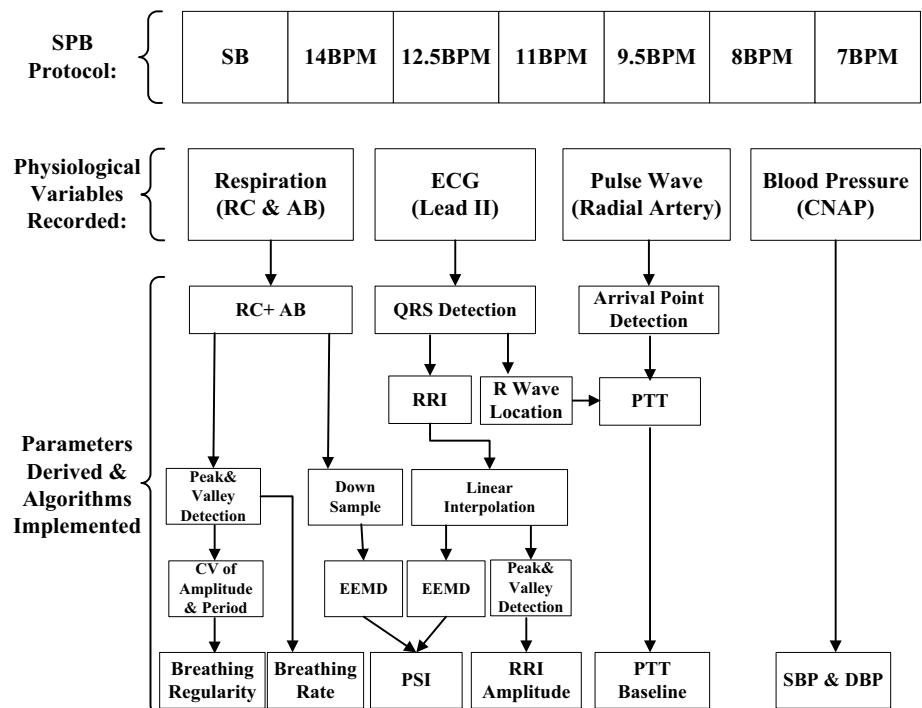 SPB
Protocol:
SB
14BPM
12.5BPM
11BPM
9.5BPM
8BPM
7BPM
Physiological
Variables
Recorded:
Respiration
(RC & AB)
ECG
(Lead II)
Pulse Wave
(Radial Artery)
Blood Pressure
(CNAP)
Parameters
Derived &
Algorithms
Implemented
RC+ AB
QRS Detection
Arrival Point
Detection
RRI
R Wave
Location
PTT
Peak&
Valley
Detection
Down
Sample
Linear
Interpolation
CV of
Amplitude
& Period
EEMD
EEMD
Peak&
Valley
Detection
Breathing
Regularity
Breathing
Rate
PSI
RRI
Amplitude
PTT
Baseline
SBP & DBP